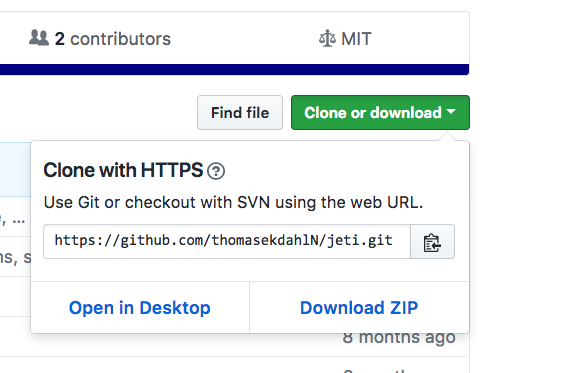 2 contributors
MIT
Find file
Clone or download
Clone with HTTPS
Use Git or checkout with SVN using the web URL.
, ...
https://github.com/thomasekdahlN/jeti.git
s, s
Open in Desktop
Download ZIP
8 months ago